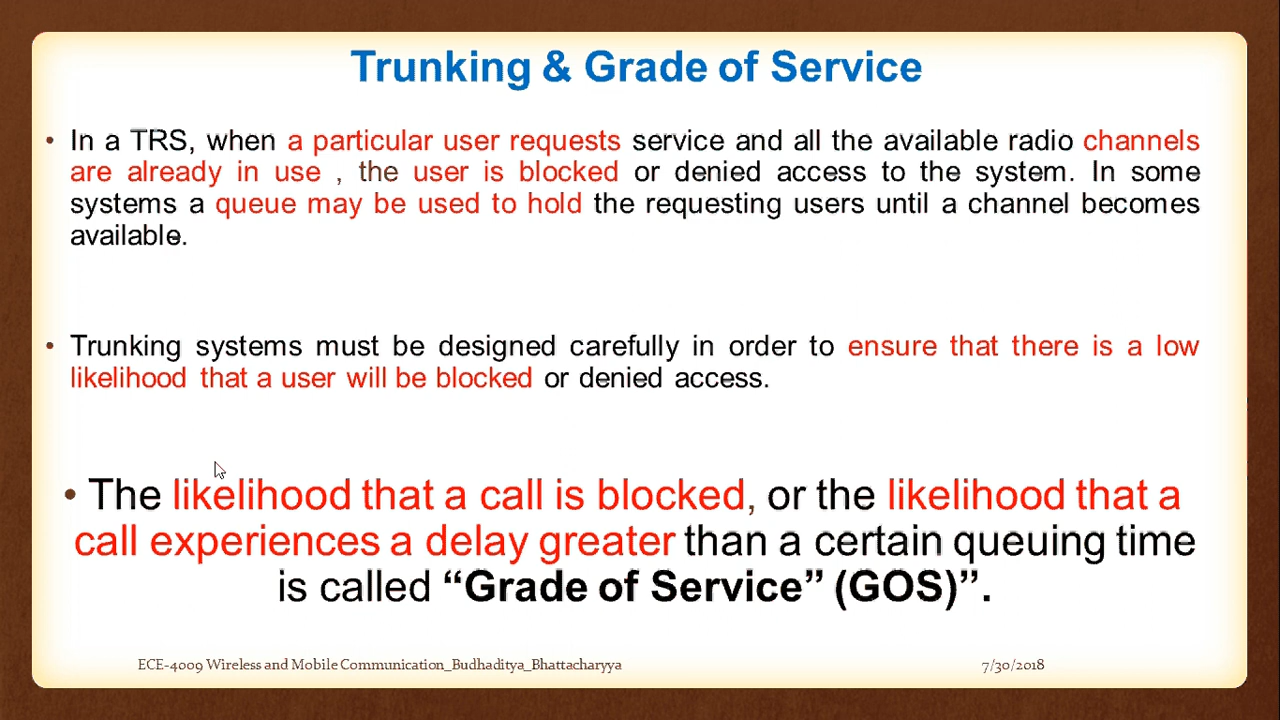 Trunking & Grade of Service
• In a TRS, when a particular user requests service and all the available radio channels
are already in use , the user is blocked or denied access to the system. In some
systems a queue may be used to hold the requesting users until a channel becomes
available.
• Trunking systems must be designed carefully in order to ensure that there is a low
likelihood that a user will be blocked or denied access.
• The likelihood that a call is blocked, or the likelihood that a
call experiences a delay greater than a certain queuing time
is called “Grade of Service” (GOS)”.
ECE-4009 Wireless and Mobile Communication_Budhaditya_Bhattacharyya 7/30/2018